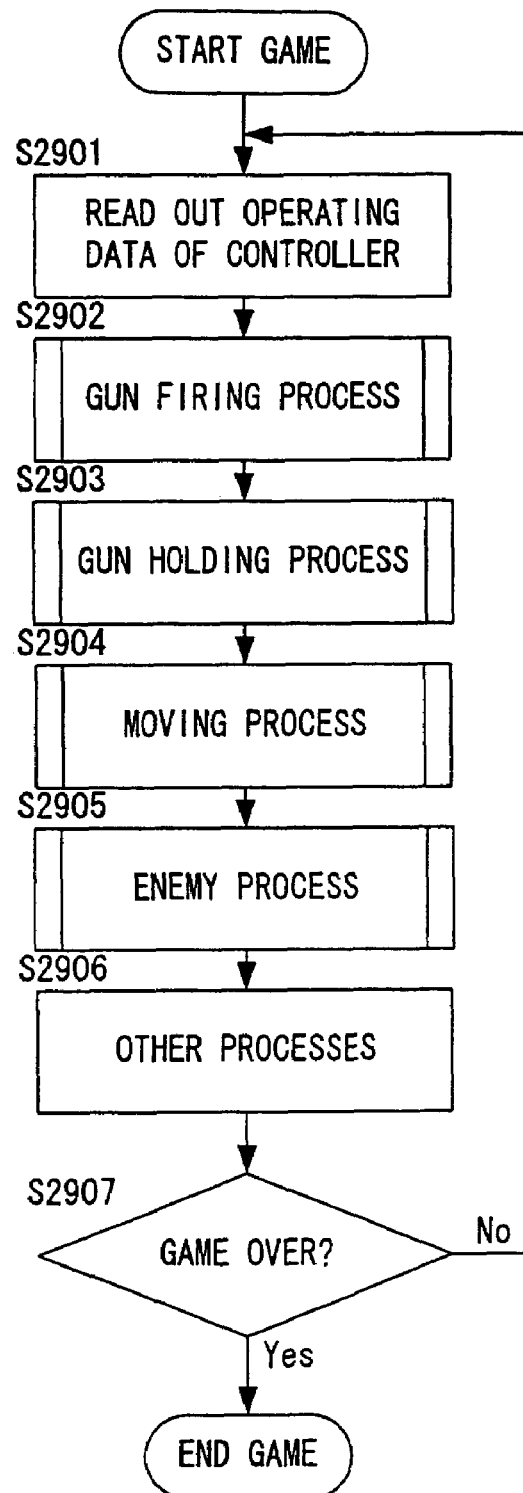 START GAME
S2901
READ OUT OPERATING
DATA OF CONTROLLER
S2902
GUN FIRING PROCESS
S2903
GUN HOLDING PROCESS
S2904
MOVING PROCESS
S2905
ENEMY PROCESS
S2906
OTHER PROCESSES
S2907
GAME OVER?
No
Yes
END GAME